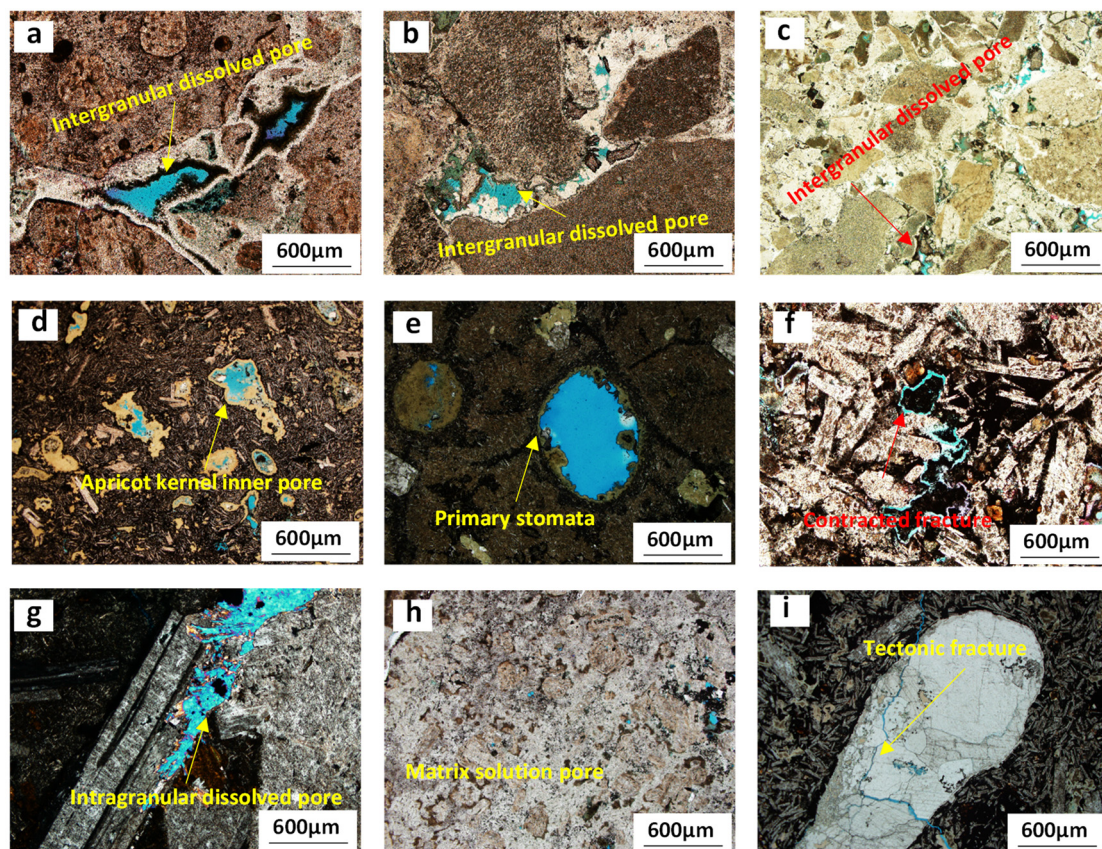 a
Intergranular dissolved pore
600μm
b
Intergranular dissolved pore
600μm
c
Intergranular dissolved pore
600μm
d
Apricot kernel inner pore
600μm
e
Primary stomata
600μm
f
Contracted fracture
600μm
g
Intragranular dissolved pore
600μm
h
Matrix solution pore
600μm
i
Tectonic fracture
600μm